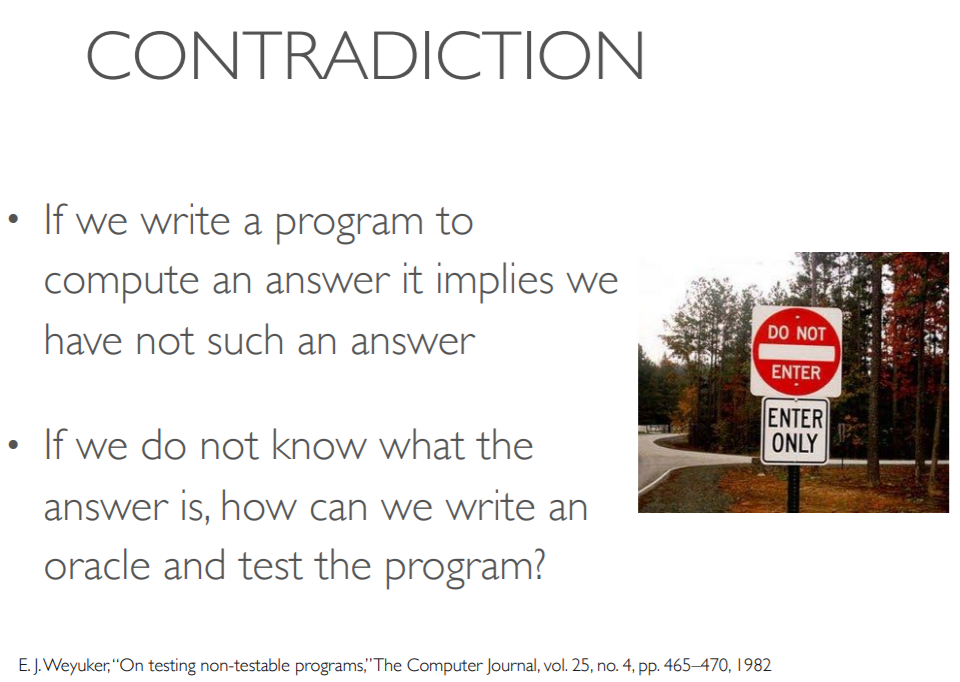 CONTRADICTION
• If we write a program to
compute an answer it implies we
have not such an answer
• If we do not know what the
answer is, how can we write an
oracle and test the program?
DO NOT
ENTER
ENTER
ONLY
E. J. Weyuker, “On testing non-testable programs,” The Computer Journal, vol. 25, no. 4, pp. 465–470, 1982